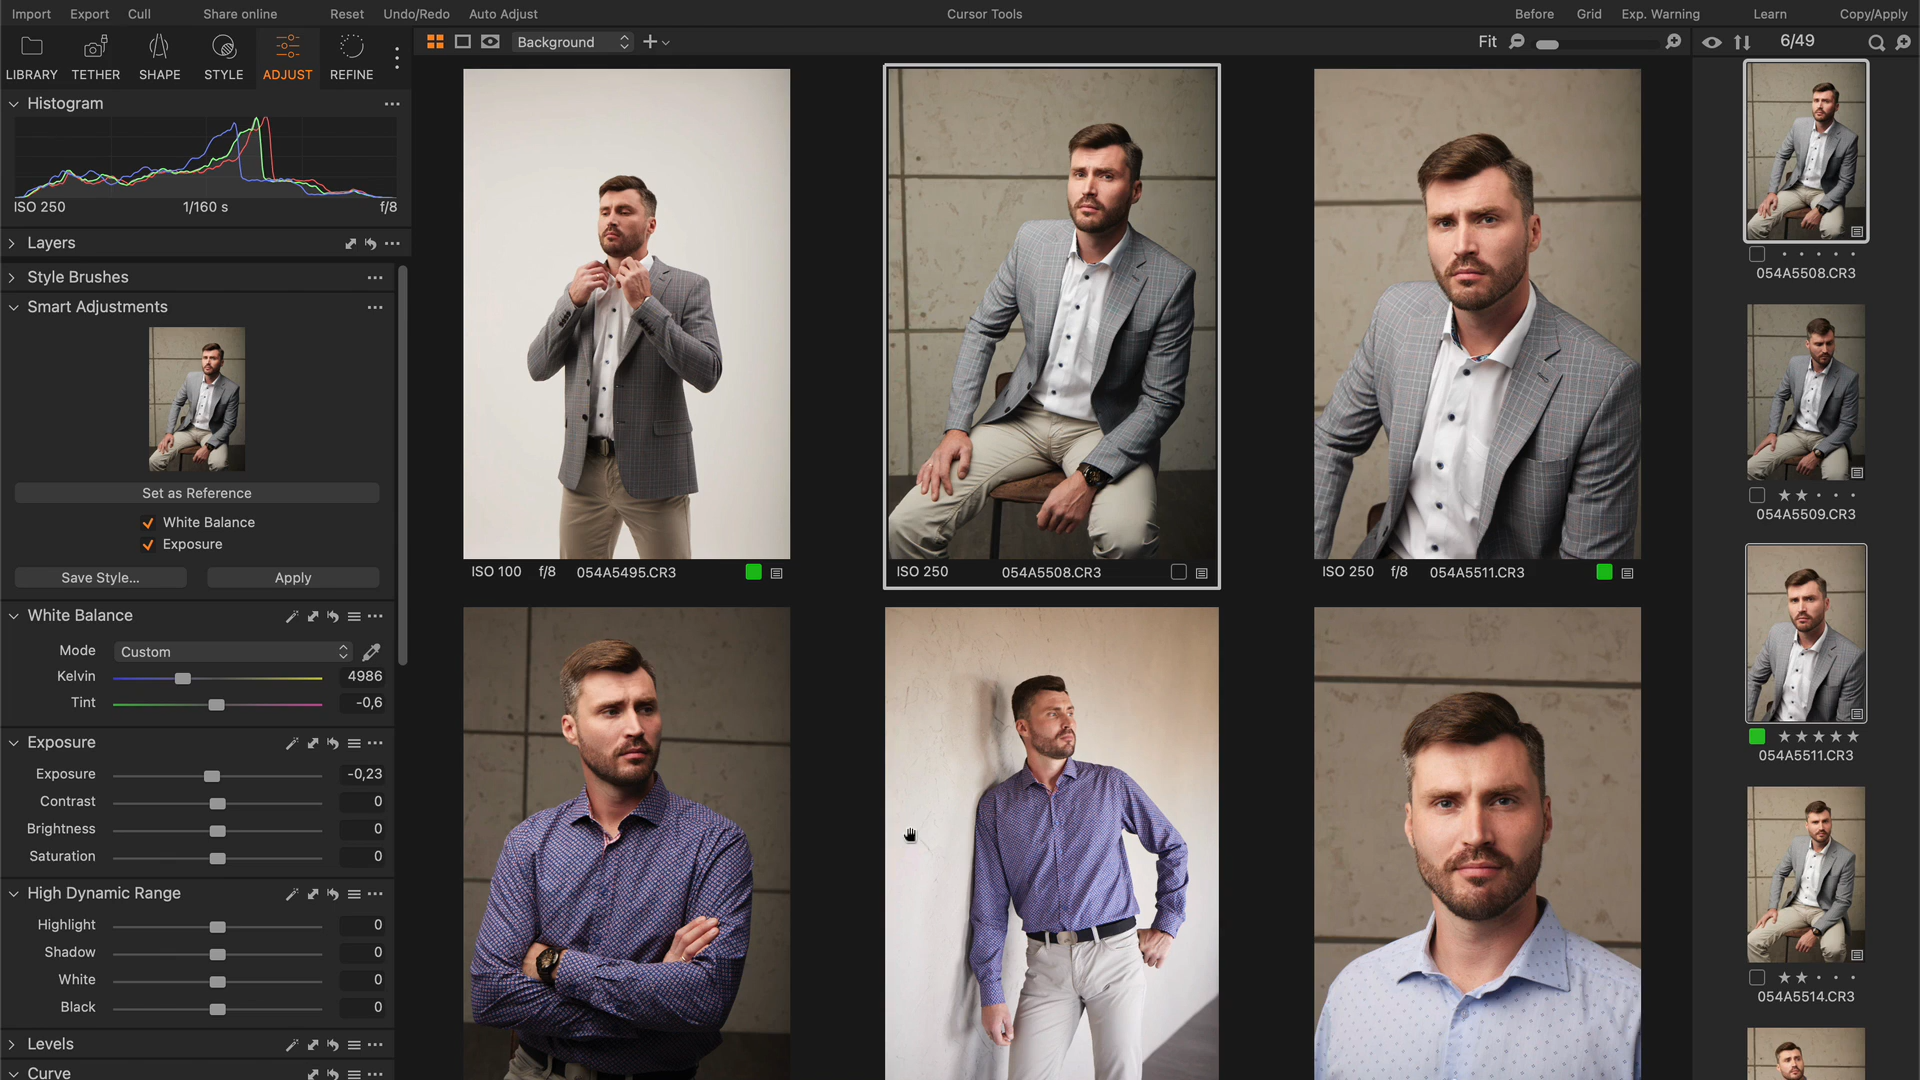 Import Export Cull Share online Reset Undo/Redo Auto Adjust Cursor Tools Before Grid Exp. Warning Learn Copy/Apply
LIBRARY TETHER SHAPE STYLE ADJUST REFINE
Background
Fit
6/49
Histogram
ISO 250 1/160 s f/8
Layers
Style Brushes
Smart Adjustments
Set as Reference
White Balance
Exposure
Save Style... Apply
White Balance
Mode Custom
Kelvin 4986
Tint -0,6
Exposure
Exposure -0,23
Contrast 0
Brightness 0
Saturation 0
High Dynamic Range
Highlight 0
Shadow 0
White 0
Black 0
Levels
Curve
ISO 100 f/8 054A5495.CR3
ISO 250 054A5508.CR3
ISO 250 f/8 054A5511.CR3
054A5508.CR3
054A5509.CR3
054A5511.CR3
054A5514.CR3